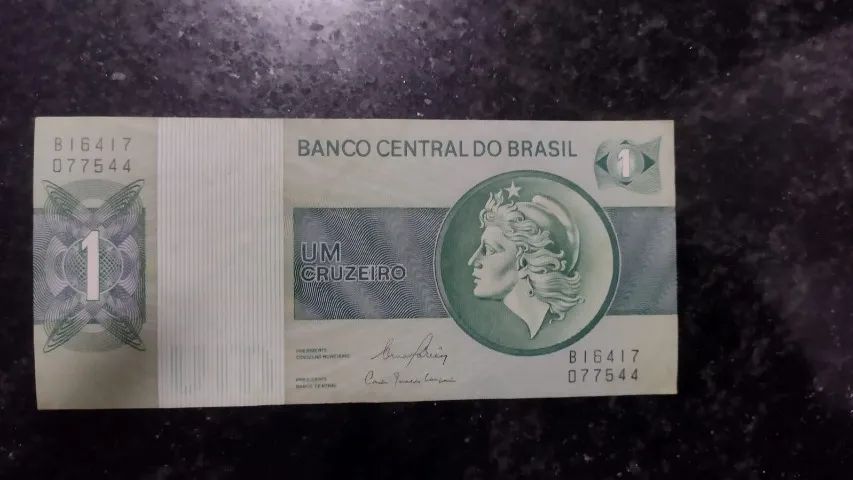 B16417
077544
BANCO CENTRAL DO BRASIL
1
1
UM
CRUZEIRO
PRESIDENTE
CONSELHO MONETÁRIO
PRESIDENTE
BANCO CENTRAL
B16417
077544